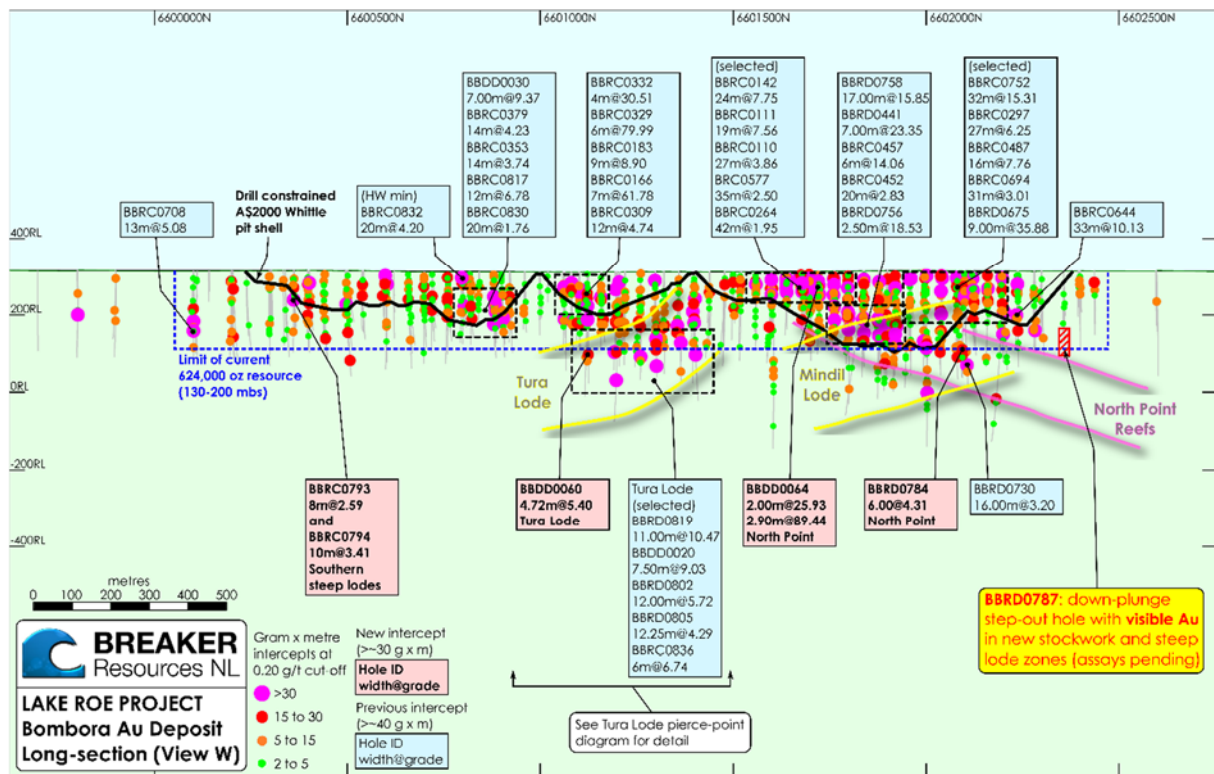 6600000N
6600500N
6601000N
6601500N
6602000N
6602500N
BBRC0708
13m@5.08
Drill constrained
A$2000 Whittle
pit shell
(HW min)
BBRC0832
20m@4.20
BBDD0030
7.00m@9.37
BBRC0379
14m@4.23
BBRC0353
14m@3.74
BBRC0817
12m@6.78
BBRC0830
20m@1.76
BBRC0332
4m@30.51
BBRC0329
6m@79.99
BBRC0183
9m@8.90
BBRC0166
7m@61.78
BBRC0309
12m@4.74
(selected)
BBRC0142
24m@7.75
BBRC0111
19m@7.56
BBRC0110
27m@3.86
BRC0577
35m@2.50
BBRC0264
42m@1.95
BBRD0758
17.00m@15.85
BBRD0441
7.00m@23.35
BBRC0457
6m@14.06
BBRC0452
20m@2.83
BBRD0756
2.50m@18.53
(selected)
BBRC0752
32m@15.31
BBRC0297
27m@6.25
BBRC0487
16m@7.76
BBRC0694
31m@3.01
BBRD0675
9.00m@35.88
BBRC0644
33m@10.13
400RL
200RL
0RL
-200RL
-400RL
Limit of current
624,000 oz resource
(130-200 mbs)
Tura
Lode
Mindil
Lode
North Point
Reefs
BBRC0793
8m@2.59
and
BBRC0794
10m@3.41
Southern
steep lodes
BBDD0060
4.72m@5.40
Tura Lode
Tura Lode
(selected)
BBRD0819
11.00m@10.47
BBDD0020
7.50m@9.03
BBRD0802
12.00m@5.72
BBRD0805
12.25m@4.29
BBRC0836
6m@6.74
BBDD0064
2.00m@25.93
2.90m@89.44
North Point
BBRD0784
6.00@4.31
North Point
BBRD0730
16.00m@3.20
BBRD0787: down-plunge
step-out hole with visible Au
in new stockwork and steep
lode zones (assays pending)
See Tura Lode pierce-point
diagram for detail
metres
0 100 200 300 400 500
BREAKER
Resources NL
LAKE ROE PROJECT
Bombora Au Deposit
Long-section (View W)
Gram x metre
intercepts at
0.20 g/t cut-off
>30
15 to 30
5 to 15
2 to 5
New intercept
(>~30 g x m)
Hole ID
width@grade
Previous intercept
(>~40 g x m)
Hole ID
width@grade